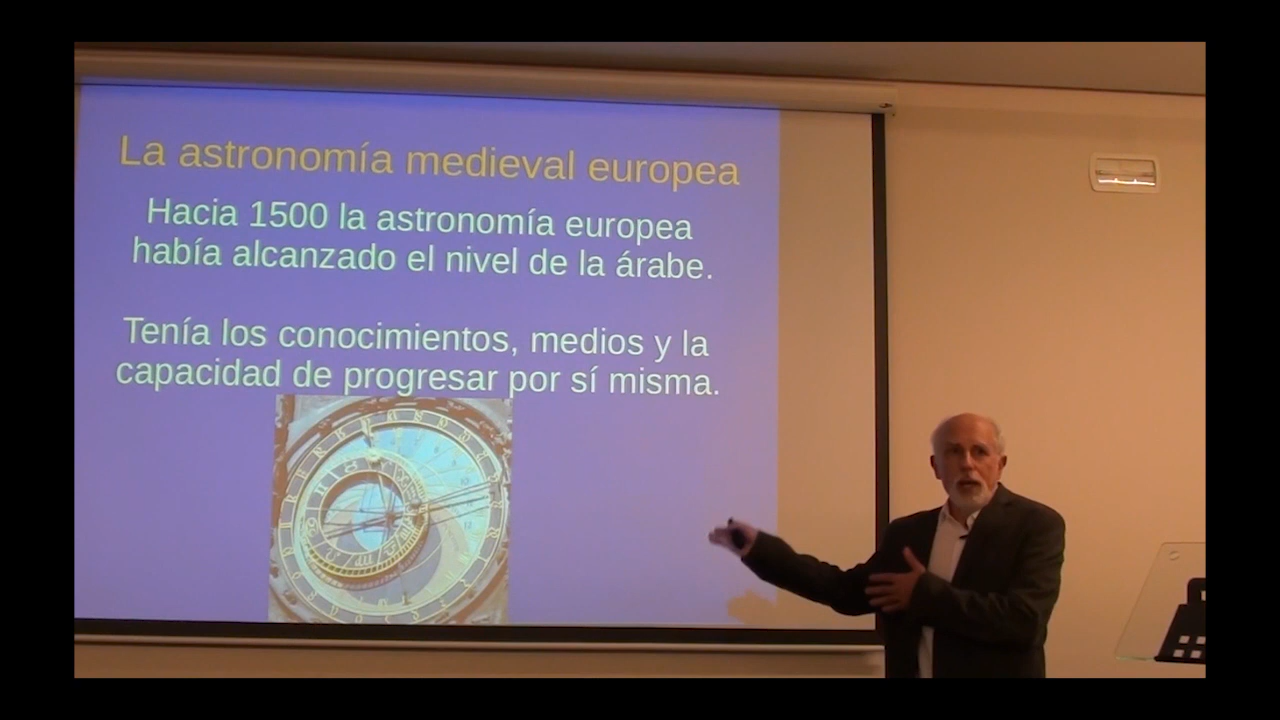 La astronomía medieval europea
Hacia 1500 la astronomía europea
había alcanzado el nivel de la árabe.
Tenía los conocimientos, medios y la
capacidad de progresar por sí misma.